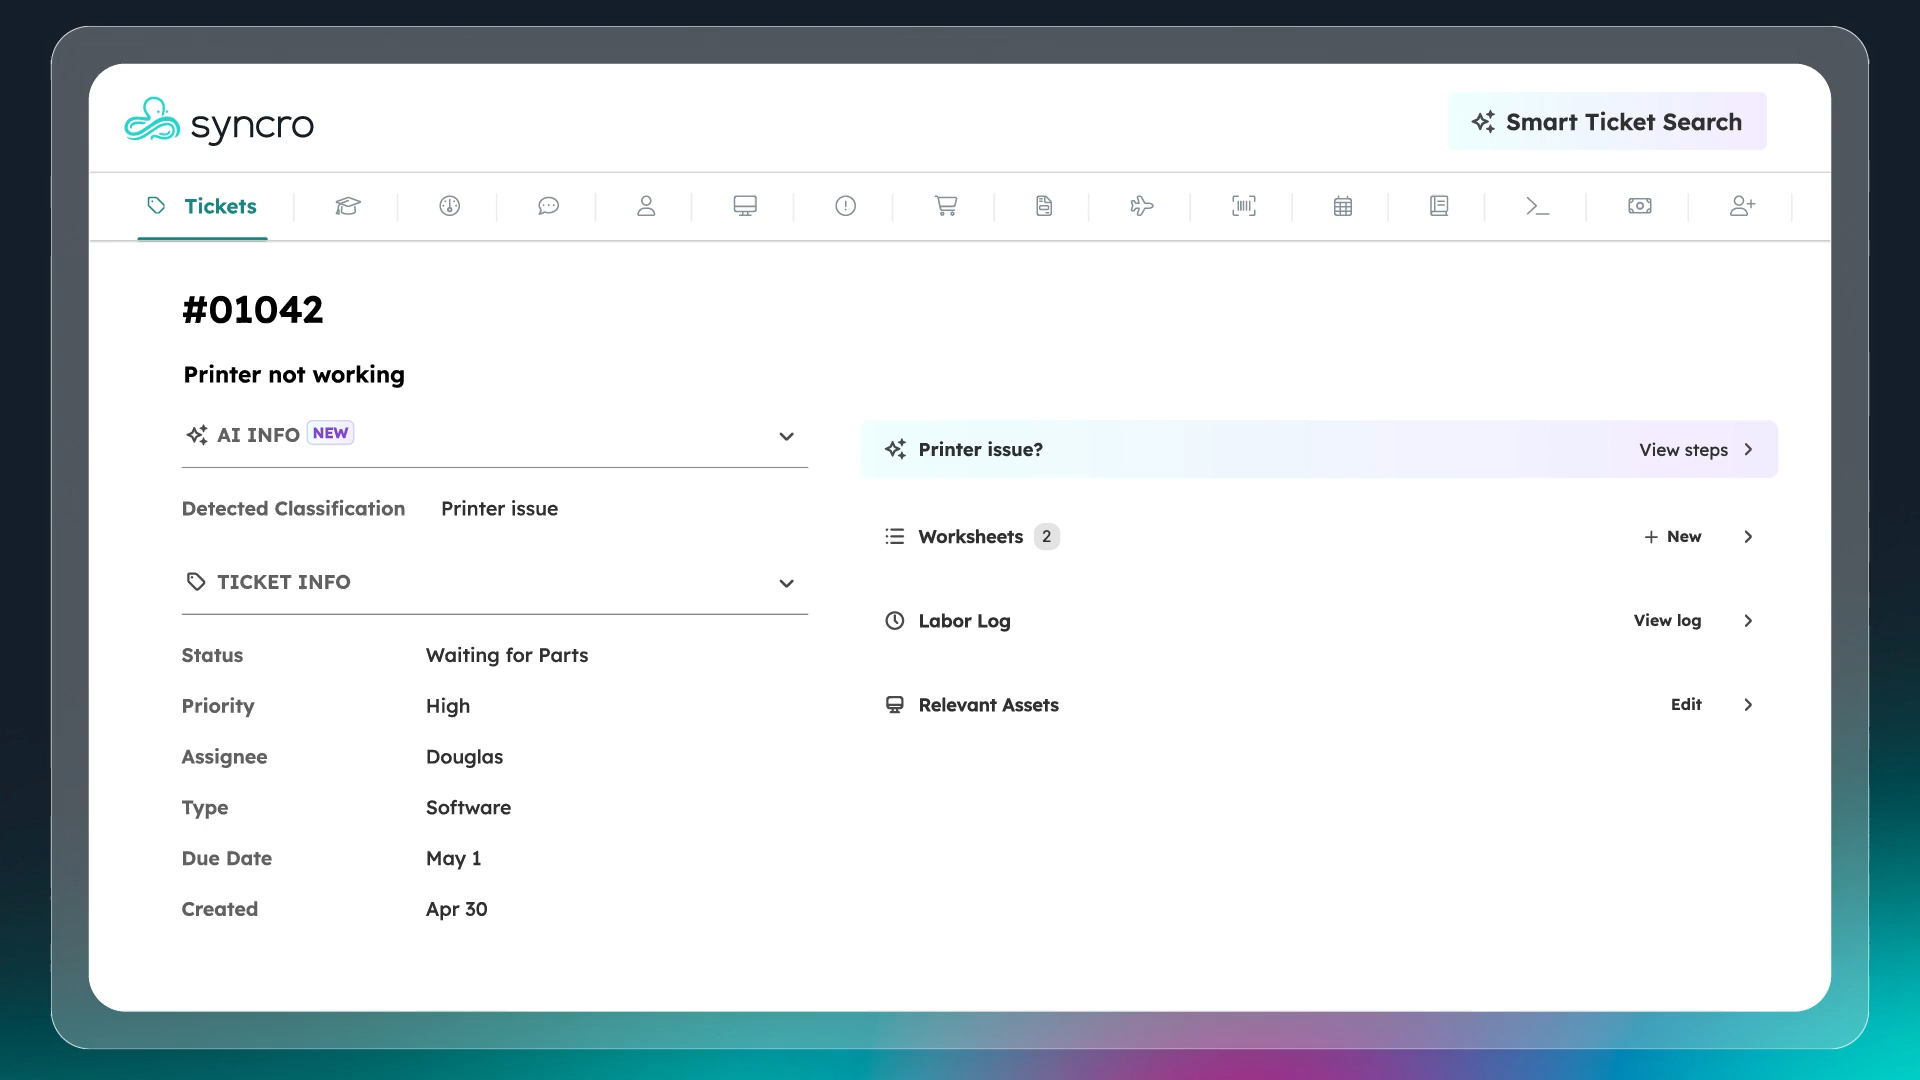 syncro
Smart Ticket Search
Tickets
#01042
Printer not working
AI INFO NEW
Detected Classification Printer issue
TICKET INFO
Status Waiting for Parts
Priority High
Assignee Douglas
Type Software
Due Date May 1
Created Apr 30
Printer issue? View steps
Worksheets 2 + New
Labor Log View log
Relevant Assets Edit